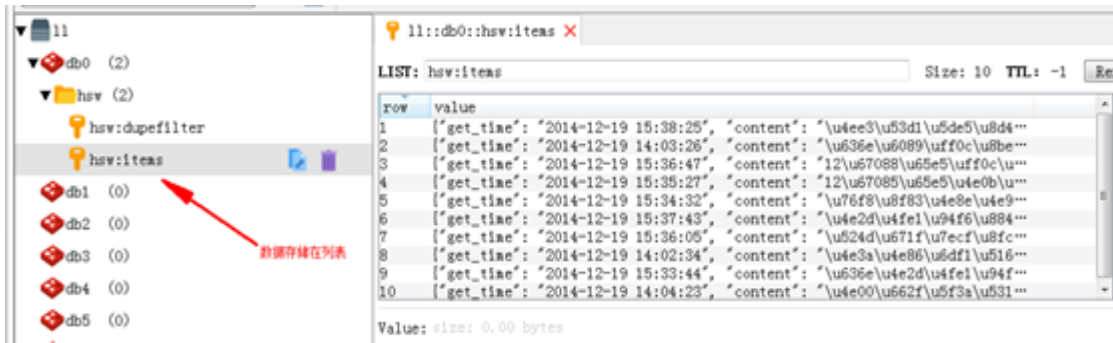 ll
db0 (2)
hsw (2)
hsw:dupefilter
hsw:items
db1 (0)
db2 (0)
db3 (0)
db4 (0)
db5 (0)
数据存储在列表
ll::db0::hsw:items
LIST: hsw:items Size: 10 TTL: -1 Re
row value
1 {"get_time": "2014-12-19 15:38:25", "content": "\u4ee3\u53d1\u5de5\u8d4…
2 {"get_time": "2014-12-19 14:03:26", "content": "\u636e\u6089\uff0c\u8be…
3 {"get_time": "2014-12-19 15:36:47", "content": "12\u67088\u65e5\uff0c\u…
4 {"get_time": "2014-12-19 15:35:27", "content": "12\u67085\u65e5\u4e0b\u…
5 {"get_time": "2014-12-19 15:34:32", "content": "\u76f8\u8f83\u4e8e\u4e9…
6 {"get_time": "2014-12-19 15:37:43", "content": "\u4e2d\u4fe1\u94f6\u884…
7 {"get_time": "2014-12-19 15:36:05", "content": "\u524d\u671f\u7ecf\u8fc…
8 {"get_time": "2014-12-19 14:02:34", "content": "\u4e3a\u4e86\u6df1\u516…
9 {"get_time": "2014-12-19 15:33:44", "content": "\u636e\u4e2d\u4fe1\u94f…
10 {"get_time": "2014-12-19 14:04:23", "content": "\u4e00\u662f\u5f3a\u531…
Value: size: 0.00 bytes